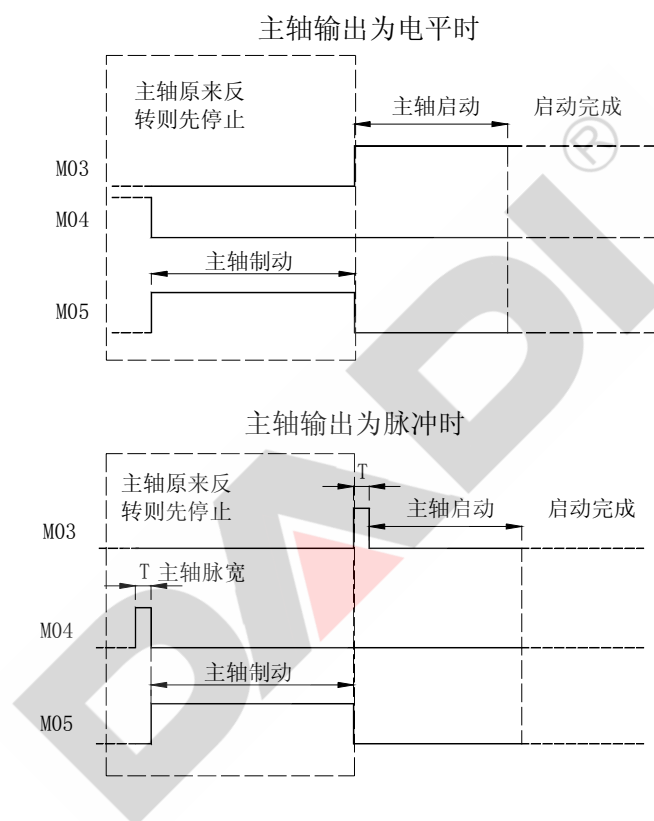 主轴输出为电平时
主轴原来反
转则先停止
主轴启动
启动完成
M03
M04
主轴制动
M05
主轴输出为脉冲时
主轴原来反
转则先停止
T
主轴启动
启动完成
M03
T 主轴脉宽
M04
主轴制动
M05
DADI
®